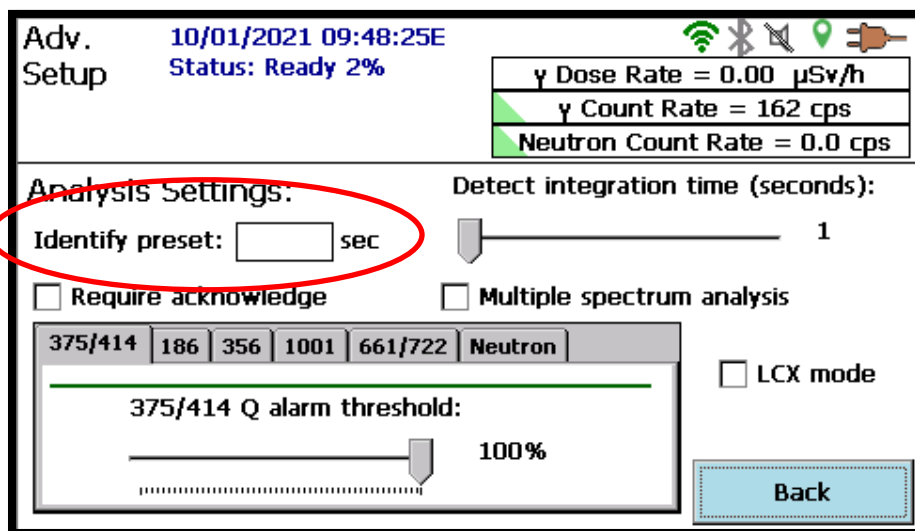 Adv. Setup
10/01/2021 09:48:25E
Status: Ready 2%
γ Dose Rate = 0.00 μSv/h
γ Count Rate = 162 cps
Neutron Count Rate = 0.0 cps
Analysis Settings:
Detect integration time (seconds):
Identify preset: sec
1
Require acknowledge
Multiple spectrum analysis
375/414 186 356 1001 661/722 Neutron
LCX mode
375/414 Q alarm threshold:
100%
Back